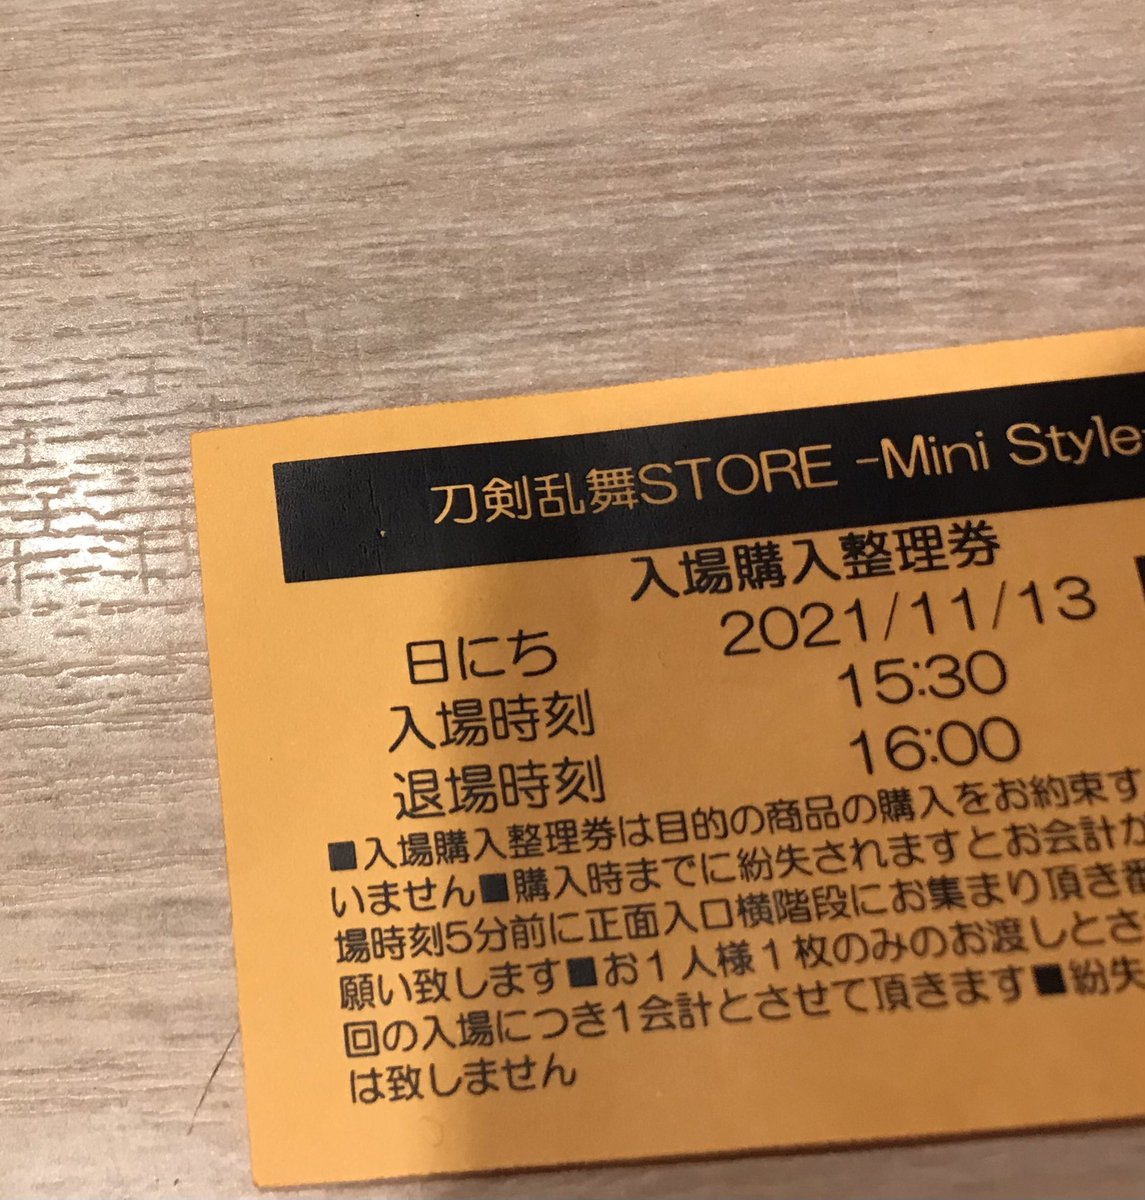 刀剣乱舞STORE -Mini Style-
入場購入整理券
日にち 2021/11/13
入場時刻 15:30
退場時刻 16:00
■入場購入整理券は目的の商品の購入をお約束す
いません■購入時までに紛失されますとお会計が
場時刻5分前に正面入口横階段にお集まり頂き番
願い致します■お1人様1枚のみのお渡しとさ
回の入場につき1会計とさせて頂きます■紛失
は致しません